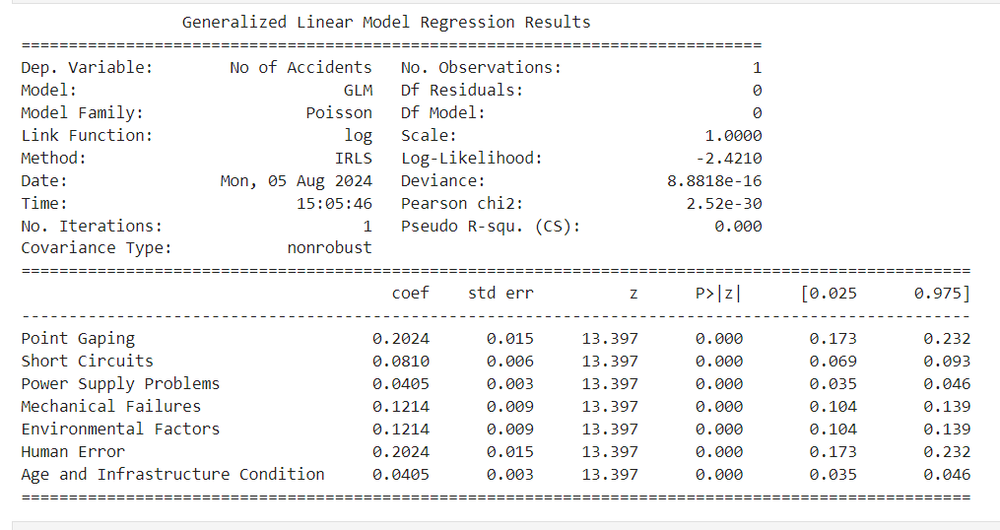 Generalized Linear Model Regression Results
==============================================================================
Dep. Variable: No of Accidents No. Observations: 1
Model: GLM Df Residuals: 0
Model Family: Poisson Df Model: 0
Link Function: log Scale: 1.0000
Method: IRLS Log-Likelihood: -2.4210
Date: Mon, 05 Aug 2024 Deviance: 8.8818e-16
Time: 15:05:46 Pearson chi2: 2.52e-30
No. Iterations: 1 Pseudo R-squ. (CS): 0.000
Covariance Type: nonrobust
====================================================================================================
coef std err z P>|z| [0.025 0.975]
----------------------------------------------------------------------------------------------------
Point Gaping 0.2024 0.015 13.397 0.000 0.173 0.232
Short Circuits 0.0810 0.006 13.397 0.000 0.069 0.093
Power Supply Problems 0.0405 0.003 13.397 0.000 0.035 0.046
Mechanical Failures 0.1214 0.009 13.397 0.000 0.104 0.139
Environmental Factors 0.1214 0.009 13.397 0.000 0.104 0.139
Human Error 0.2024 0.015 13.397 0.000 0.173 0.232
Age and Infrastructure Condition 0.0405 0.003 13.397 0.000 0.035 0.046
====================================================================================================